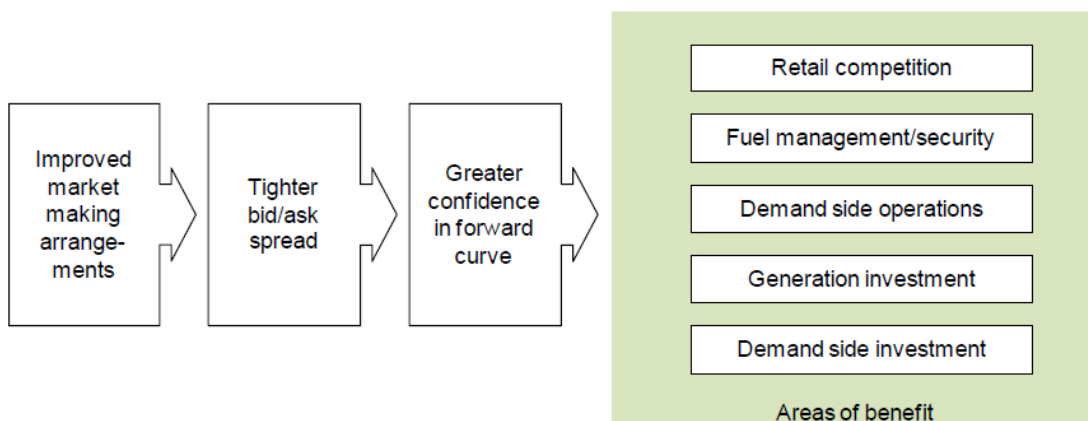 Improved
market
making
arrange-
ments
Tighter
bid/ask
spread
Greater
confidence
in forward
curve
Retail competition
Fuel management/security
Demand side operations
Generation investment
Demand side investment
Areas of benefit